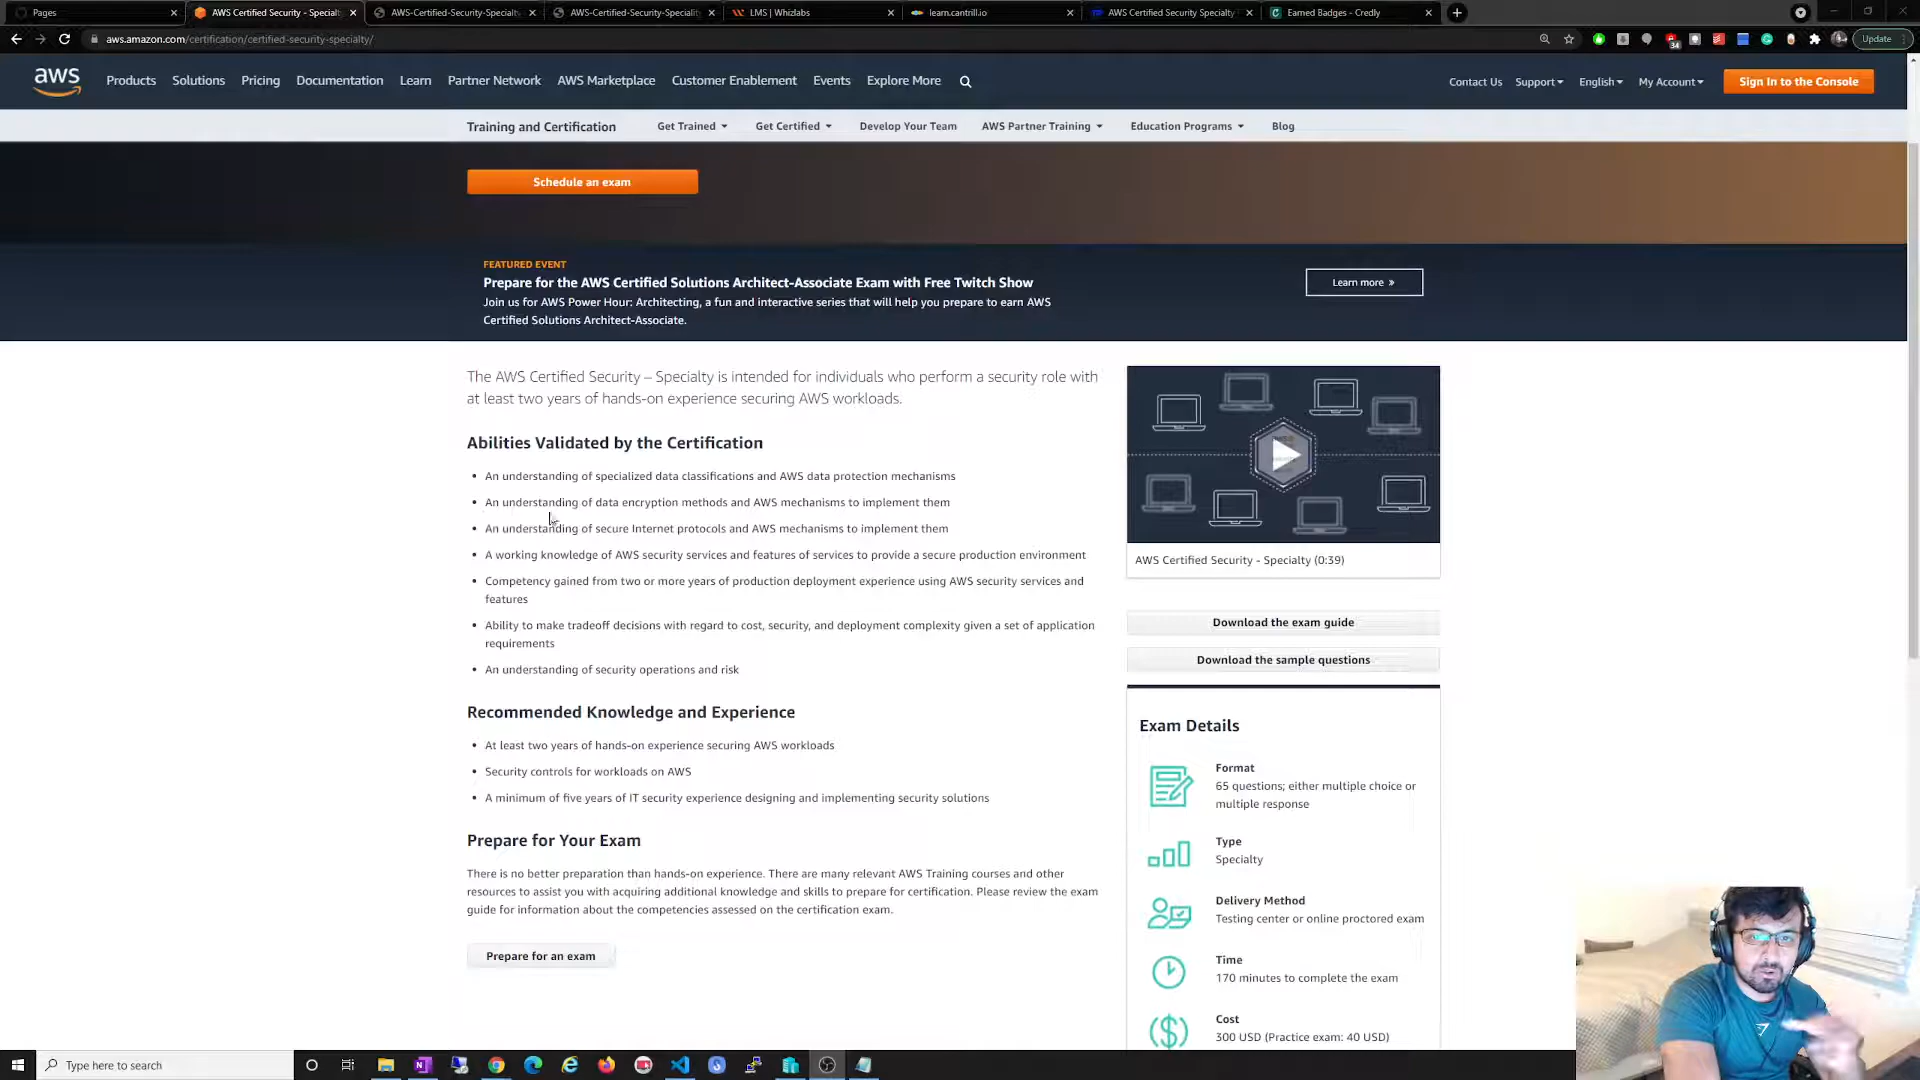 Pages
AWS Certified Security - Specialt
AWS-Certified-Security-Specialt
AWS-Certified-Security-Specialit
LMS | Whizlabs
learn.cantrill.io
AWS Certified Security Specialty
Earned Badges - Credly
aws.amazon.com/certification/certified-security-specialty/
34
Update
aws
Products
Solutions
Pricing
Documentation
Learn
Partner Network
AWS Marketplace
Customer Enablement
Events
Explore More
Contact Us
Support
English
My Account
Sign In to the Console
Training and Certification
Get Trained
Get Certified
Develop Your Team
AWS Partner Training
Education Programs
Blog
Schedule an exam
FEATURED EVENT
Prepare for the AWS Certified Solutions Architect-Associate Exam with Free Twitch Show
Join us for AWS Power Hour: Architecting, a fun and interactive series that will help you prepare to earn AWS
Certified Solutions Architect-Associate.
Learn more »
The AWS Certified Security – Specialty is intended for individuals who perform a security role with
at least two years of hands-on experience securing AWS workloads.
Abilities Validated by the Certification
• An understanding of specialized data classifications and AWS data protection mechanisms
• An understanding of data encryption methods and AWS mechanisms to implement them
• An understanding of secure Internet protocols and AWS mechanisms to implement them
• A working knowledge of AWS security services and features of services to provide a secure production environment
• Competency gained from two or more years of production deployment experience using AWS security services and
features
• Ability to make tradeoff decisions with regard to cost, security, and deployment complexity given a set of application
requirements
• An understanding of security operations and risk
Recommended Knowledge and Experience
• At least two years of hands-on experience securing AWS workloads
• Security controls for workloads on AWS
• A minimum of five years of IT security experience designing and implementing security solutions
Prepare for Your Exam
There is no better preparation than hands-on experience. There are many relevant AWS Training courses and other
resources to assist you with acquiring additional knowledge and skills to prepare for certification. Please review the exam
guide for information about the competencies assessed on the certification exam.
Prepare for an exam
AWS Certified Security - Specialty (0:39)
Download the exam guide
Download the sample questions
Exam Details
Format
65 questions; either multiple choice or
multiple response
Type
Specialty
Delivery Method
Testing center or online proctored exam
Time
170 minutes to complete the exam
Cost
300 USD (Practice exam: 40 USD)
Type here to search